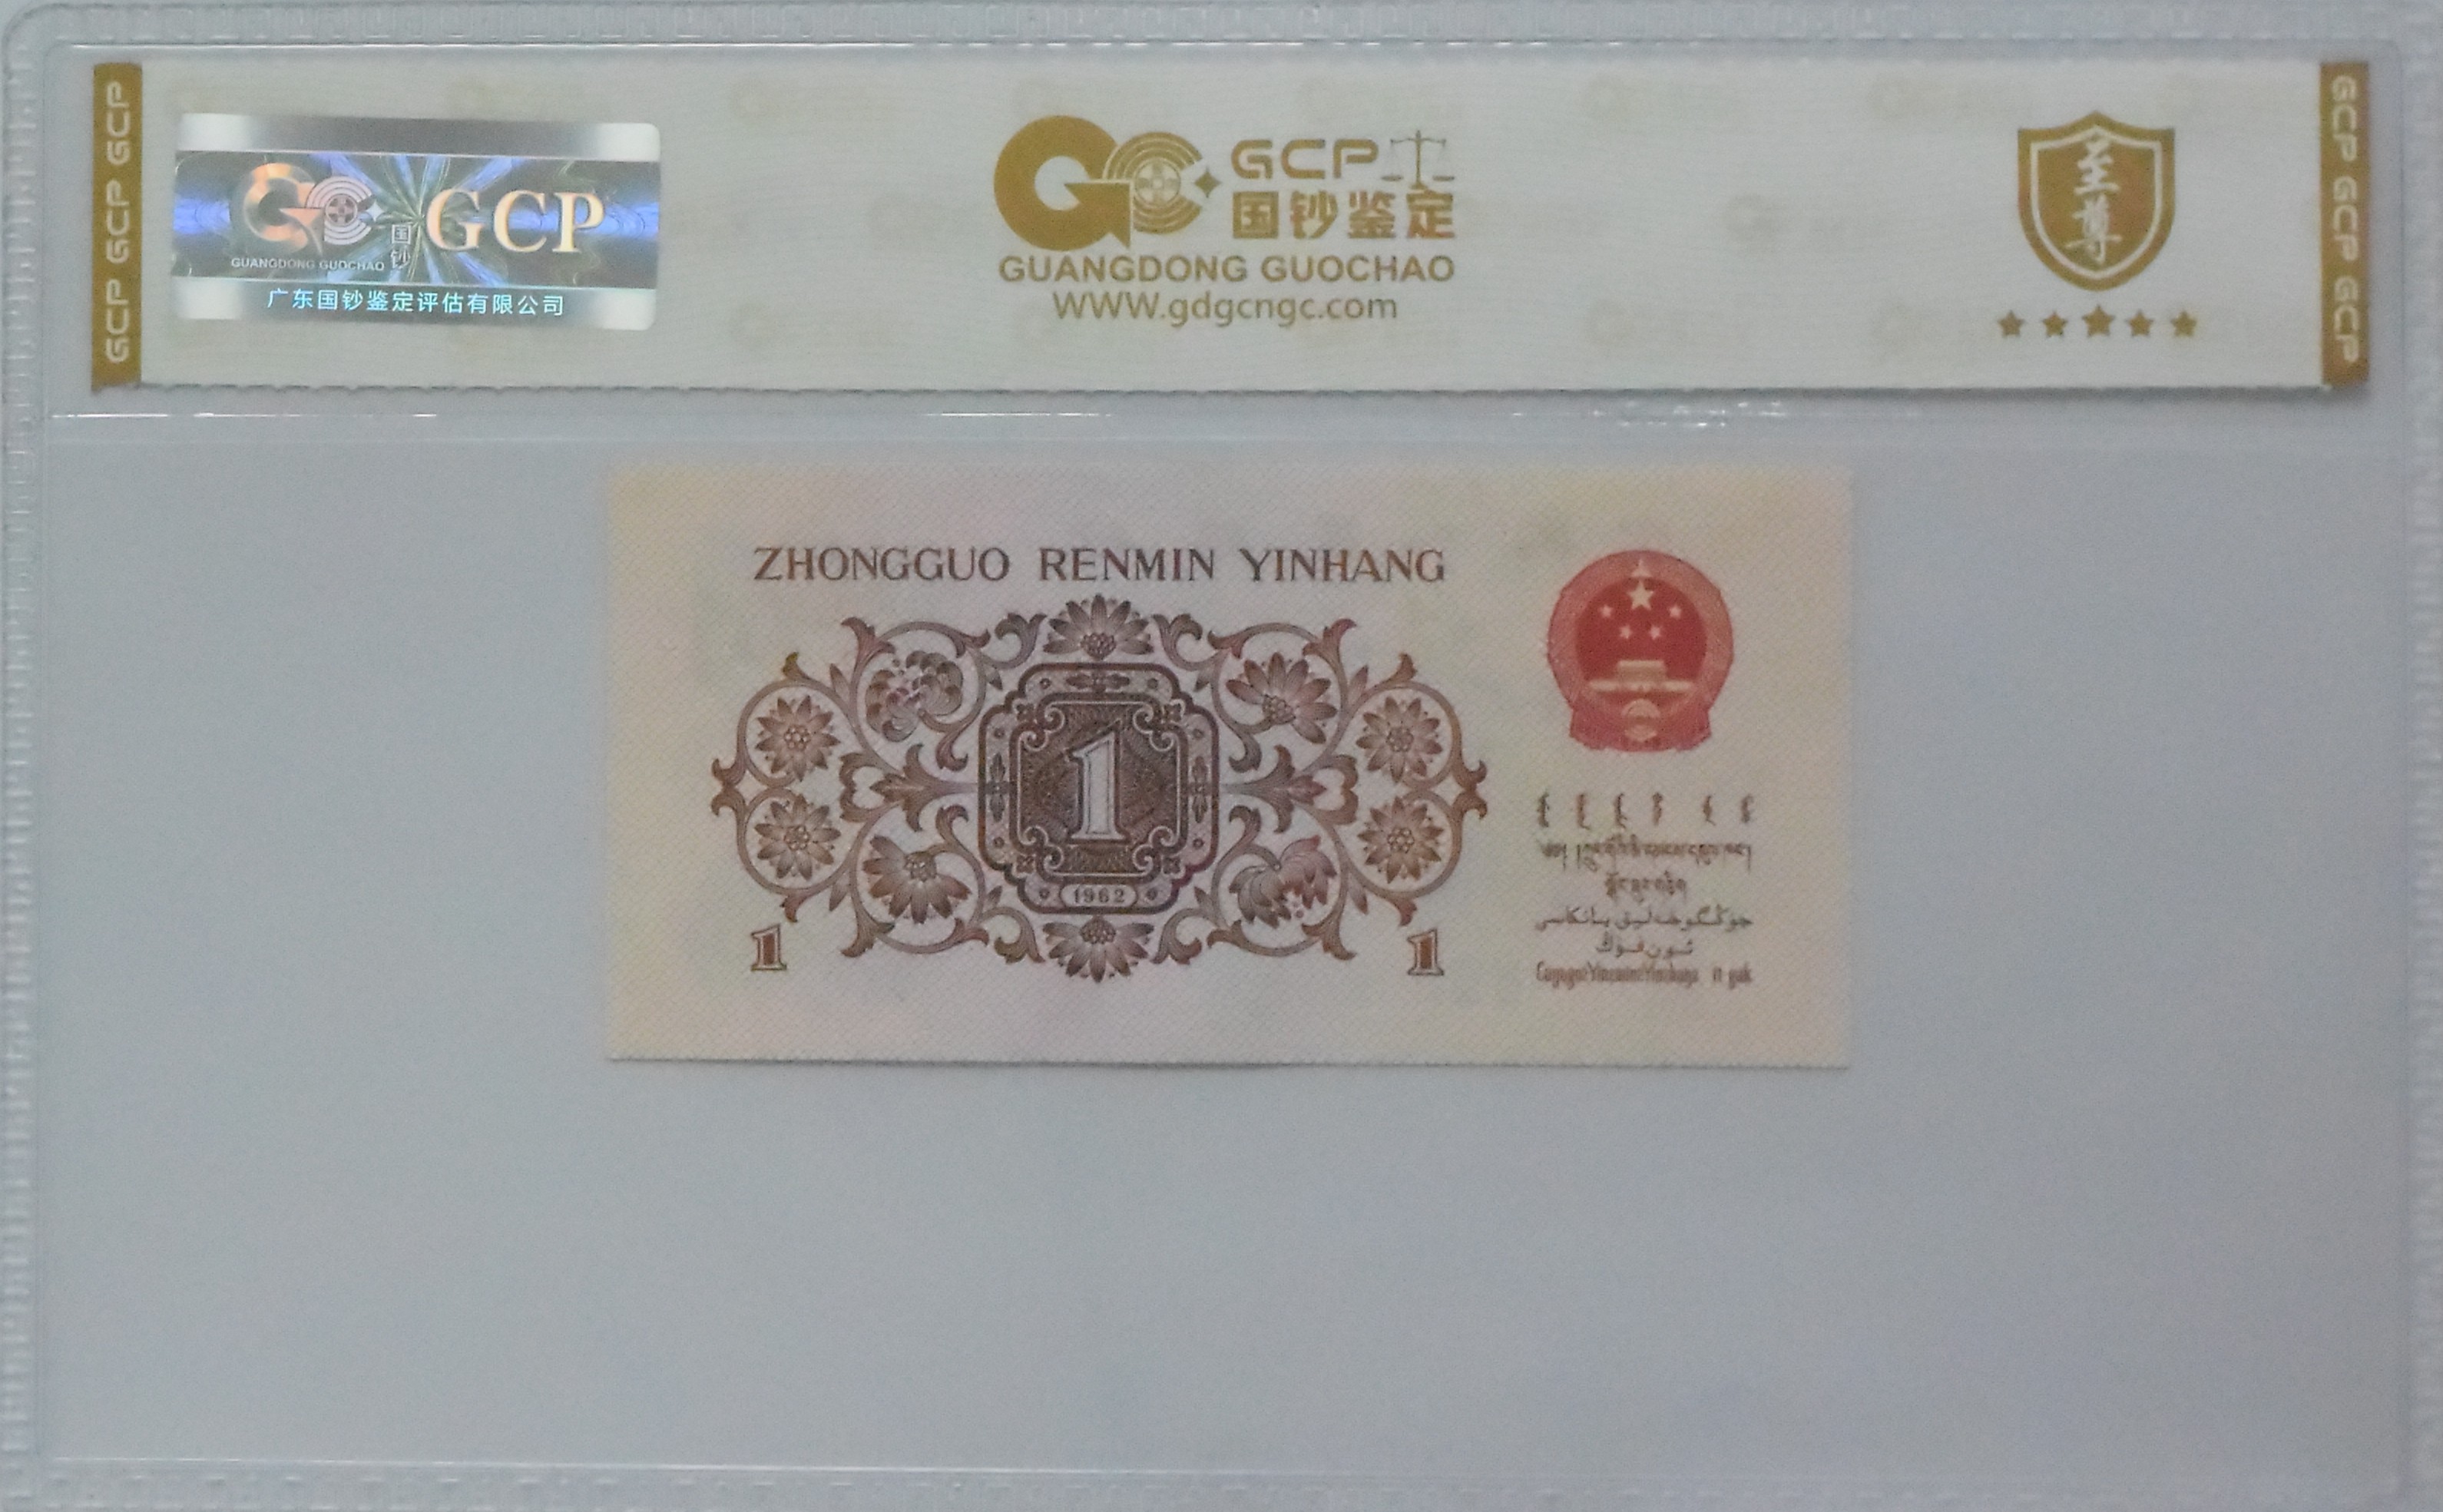 GCP GCP GCP
GUANGDONG GUOCHAO
国钞
GCP
广东国钞鉴定评估有限公司
GCP
国钞鉴定
GUANGDONG GUOCHAO
WWW.gdgcngc.com
至尊
GCP GCP GCP
ZHONGGUO RENMIN YINHANG
1
1962
1 1
جۇڭگوخەلىق بانكاسى